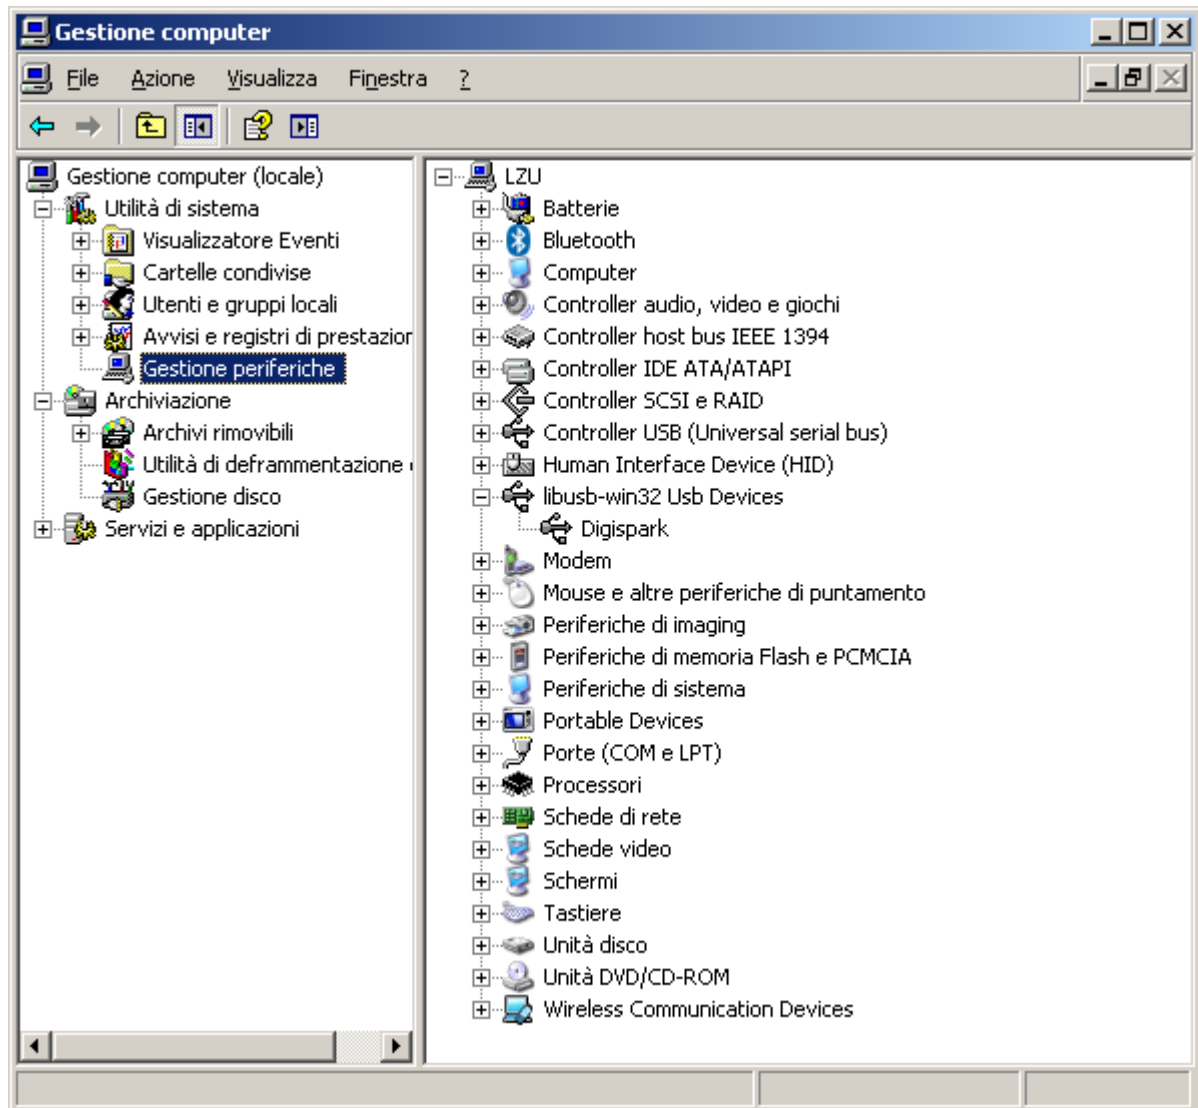 Gestione computer
File Azione Visualizza Finestra ?
Gestione computer (locale)
Utilità di sistema
Visualizzatore Eventi
Cartelle condivise
Utenti e gruppi locali
Avvisi e registri di prestazior
Gestione periferiche
Archiviazione
Archivi rimovibili
Utilità di deframmentazione
Gestione disco
Servizi e applicazioni
LZU
Batterie
Bluetooth
Computer
Controller audio, video e giochi
Controller host bus IEEE 1394
Controller IDE ATA/ATAPI
Controller SCSI e RAID
Controller USB (Universal serial bus)
Human Interface Device (HID)
libusb-win32 Usb Devices
Digispark
Modem
Mouse e altre periferiche di puntamento
Periferiche di imaging
Periferiche di memoria Flash e PCMCIA
Periferiche di sistema
Portable Devices
Porte (COM e LPT)
Processori
Schede di rete
Schede video
Schermi
Tastiere
Unità disco
Unità DVD/CD-ROM
Wireless Communication Devices